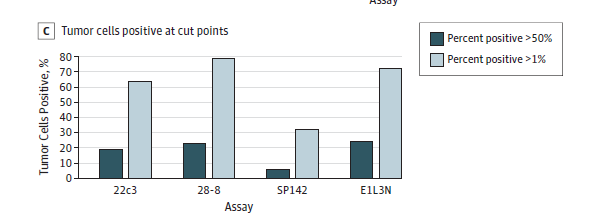 Assay
C Tumor cells positive at cut points
Percent positive >50%
Percent positive >1%
Tumor Cells Positive, %
80
70
60
50
40
30
20
10
0
22c3 28-8 SP142 E1L3N
Assay